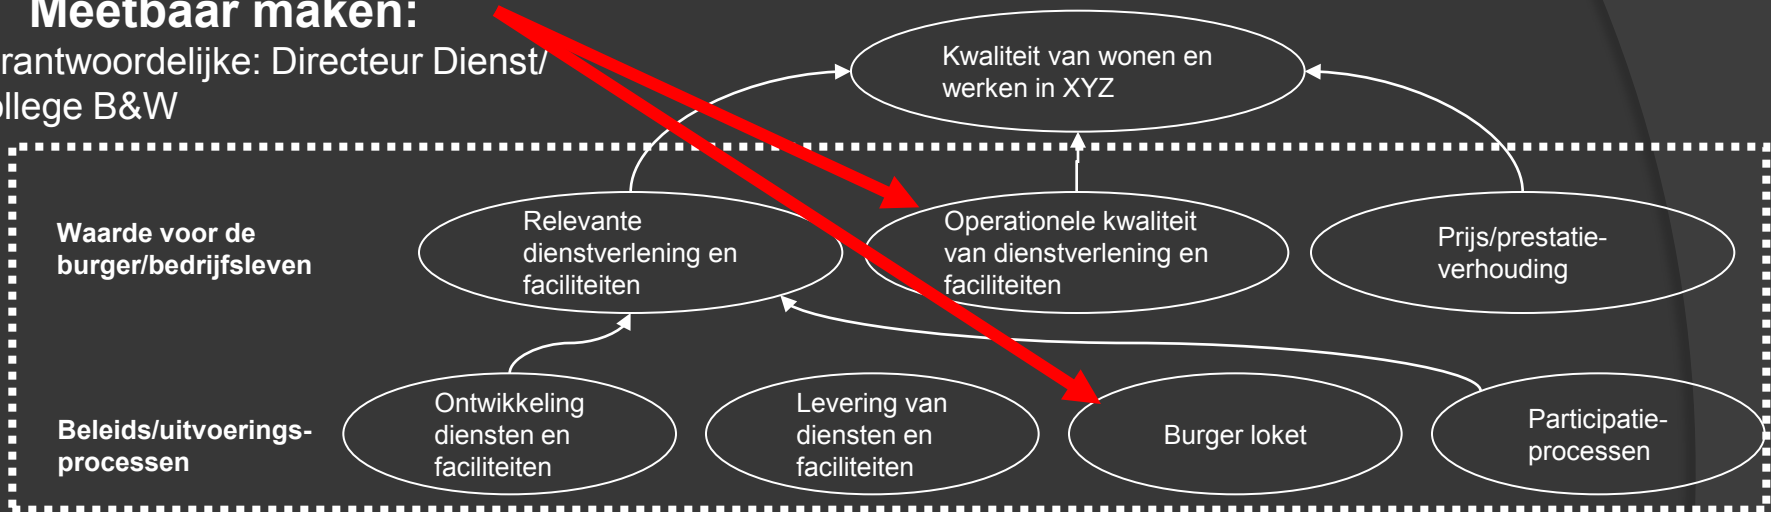 Meetbaar maken:
rantwoordelijke: Directeur Dienst/
llege B&W
Kwaliteit van wonen en
werken in XYZ
Waarde voor de
burger/bedrijfsleven
Relevante
dienstverlening en
faciliteiten
Operationele kwaliteit
van dienstverlening en
faciliteiten
Prijs/prestatie-
verhouding
Beleids/uitvoerings-
processen
Ontwikkeling
diensten en
faciliteiten
Levering van
diensten en
faciliteiten
Burger loket
Participatie-
processen